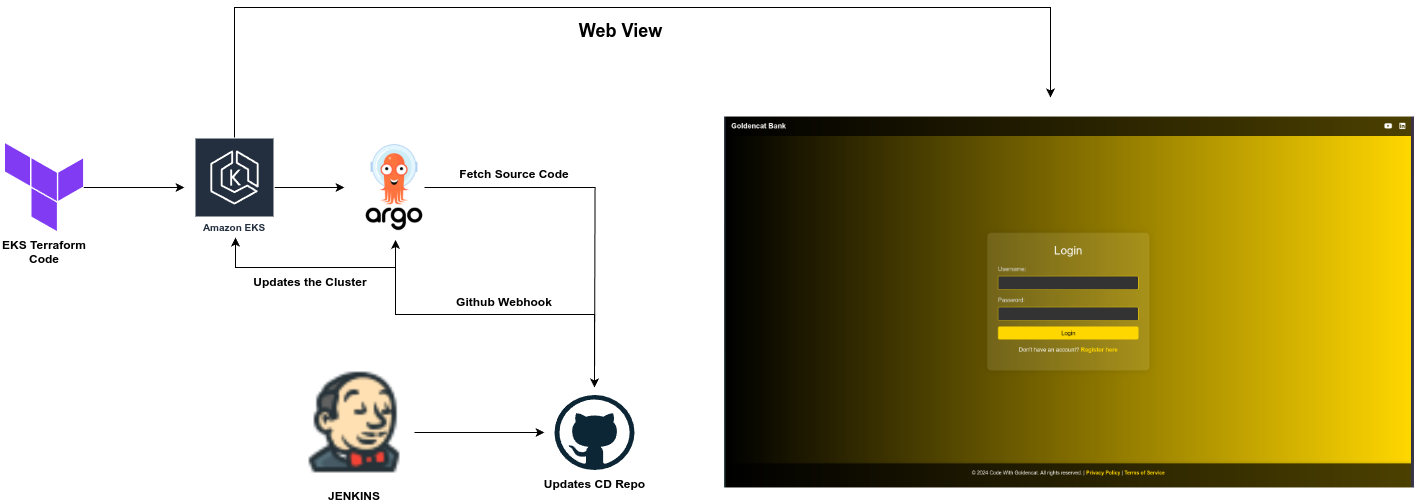 Web View
Goldencat Bank
Fetch Source Code
argo
Amazon EKS
EKS Terraform
Code
Updates the Cluster
Github Webhook
Login
Username:
Password:
Login
Don't have an account? Register here
Updates CD Repo
JENKINS
© 2024 Code With Goldencat. All rights reserved. | Privacy Policy | Terms of Service